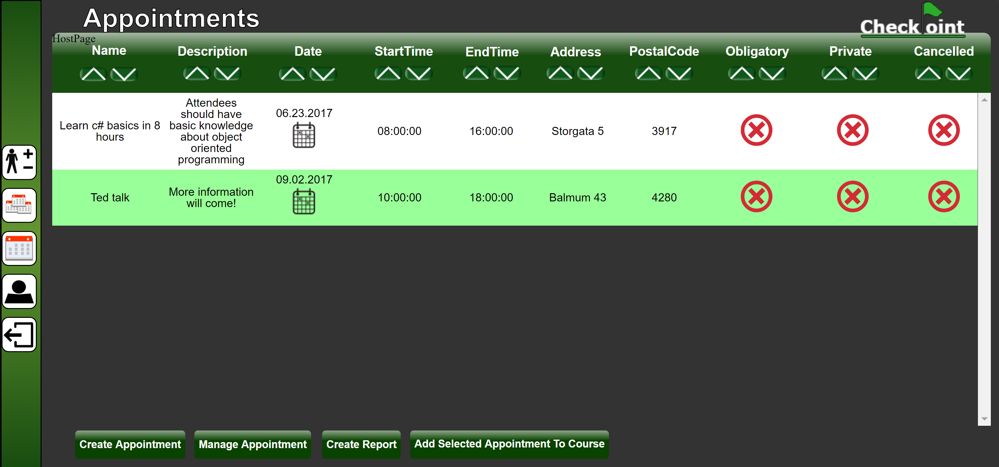 Appointments
Check oint
HostPage
Name Description Date StartTime EndTime Address PostalCode Obligatory Private Cancelled
Learn c# basics in 8
hours
Attendees
should have
basic knowledge
about object
oriented
programming
06.23.2017
08:00:00
16:00:00
Storgata 5
3917
Ted talk
More information
will come!
09.02.2017
10:00:00
18:00:00
Balmum 43
4280
Create Appointment
Manage Appointment
Create Report
Add Selected Appointment To Course